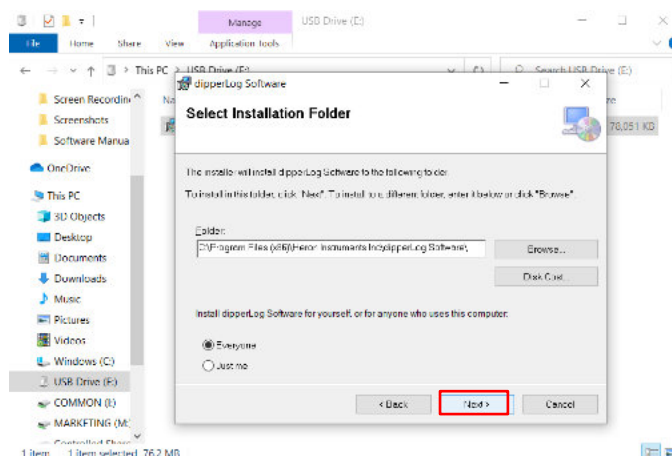 Manage
USB Drive (E:)
File
Home
Share
View
Application Tools
This PC > USB Drive (E:)
Search USB Drive (E:)
dipperLog Software
Screen Recordin
Screenshots
Software Manua
OneDrive
This PC
3D Objects
Desktop
Documents
Downloads
Music
Pictures
Videos
Windows (C:)
USB Drive (E:)
COMMON (I:)
MARKETING (M:
Na
78,051 KB
Select Installation Folder
The installer will install dipperLog Software to the following folder.
To install in this folder, click "Next". To install to a different folder, enter it below or click "Browse".
Folder:
C:\Program Files (x86)\Heron Instruments Inc\dipperLog Software\
Browse...
Disk Cost...
Install dipperLog Software for yourself, or for anyone who uses this computer:
Everyone
Just me
< Back
Next >
Cancel
1 item
1 item selected 76.2 MB